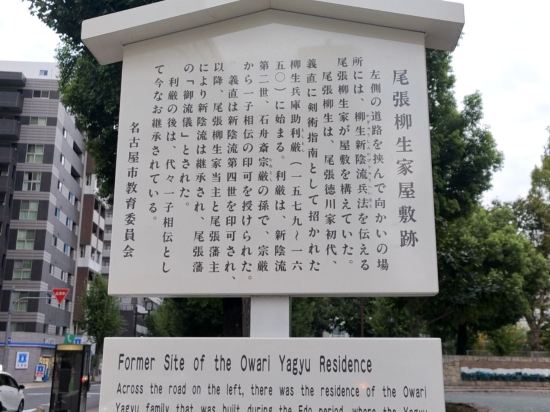 尾張柳生家屋敷跡
左側の道路を挟んで向かいの場
所には、柳生新陰流兵法を伝える
尾張柳生家が屋敷を構えていた。
尾張柳生は、尾張徳川家初代、
義直に剣術指南として招かれた
柳生兵庫助利厳（一五七九～一六
五〇）に始まる。利厳は、新陰流
第二世、石舟斎宗厳の孫で、宗厳
から一子相伝の印可を授けられた。
義直は新陰流第四世を印可され、
以降、尾張柳生家当主と尾張藩主
により新陰流は継承され、尾張藩
の「御流儀」とされた。
利厳の後は、代々一子相伝とし
て今なお継承されている。
名古屋市教育委員会
Former Site of the Owari Yagyu Residence
Across the road on the left, there was the residence of the Owari
Yagyu family that was built during the Edo period, where the Yagyu